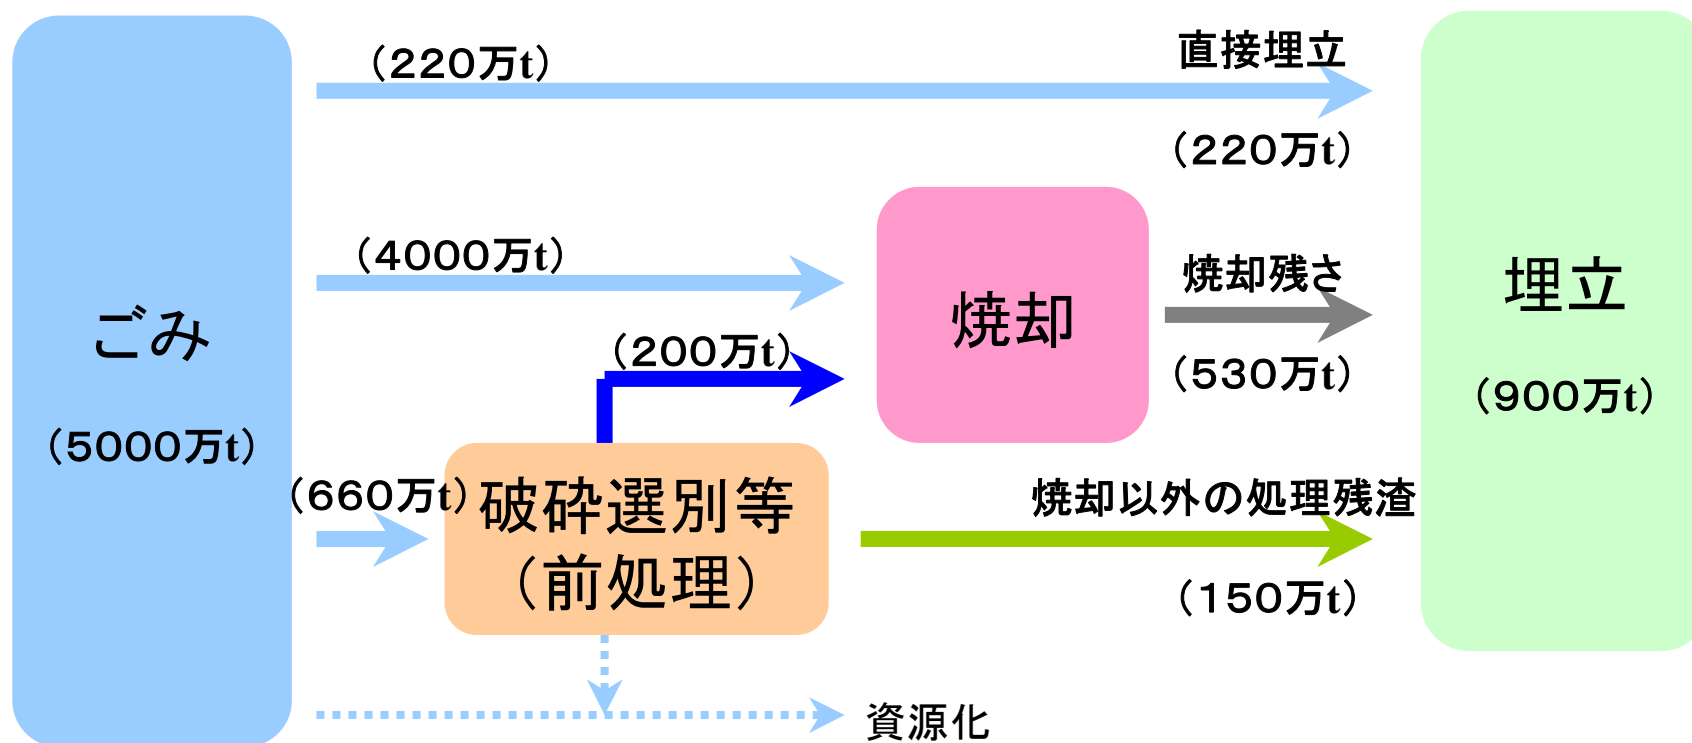 ごみ
（5000万t）
（220万t）
直接埋立
（220万t）
（4000万t）
（200万t）
焼却
焼却残さ
（530万t）
埋立
（900万t）
（660万t）
破砕選別等
（前処理）
焼却以外の処理残渣
（150万t）
資源化